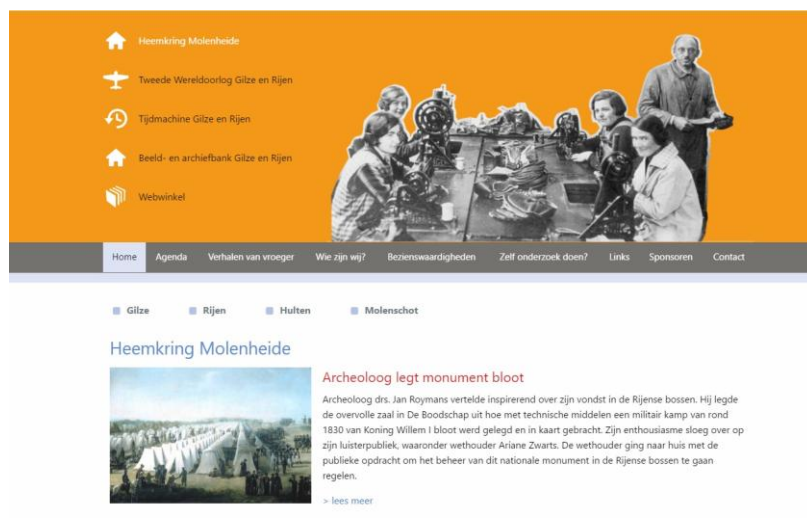 Heemkring Molenheide
Tweede Wereldoorlog Gilze en Rijen
Tijdmachine Gilze en Rijen
Beeld- en archiefbank Gilze en Rijen
Webwinkel
Home Agenda Verhalen van vroeger Wie zijn wij? Bezienswaardigheden Zelf onderzoek doen? Links Sponsoren Contact
Gilze Rijen Hulten Molenschot
Heemkring Molenheide
Archeoloog legt monument bloot
Archeoloog drs. Jan Roymans vertelde inspirerend over zijn vondst in de Rijense bossen. Hij legde
de overvolle zaal in De Boodschap uit hoe met technische middelen een militair kamp van rond
1830 van Koning Willem I bloot werd gelegd en in kaart gebracht. Zijn enthousiasme sloeg over op
zijn luisterpubliek, waaronder wethouder Ariane Zwarts. De wethouder ging naar huis met de
publieke opdracht om het beheer van dit nationale monument in de Rijense bossen te gaan
regelen.
> lees meer